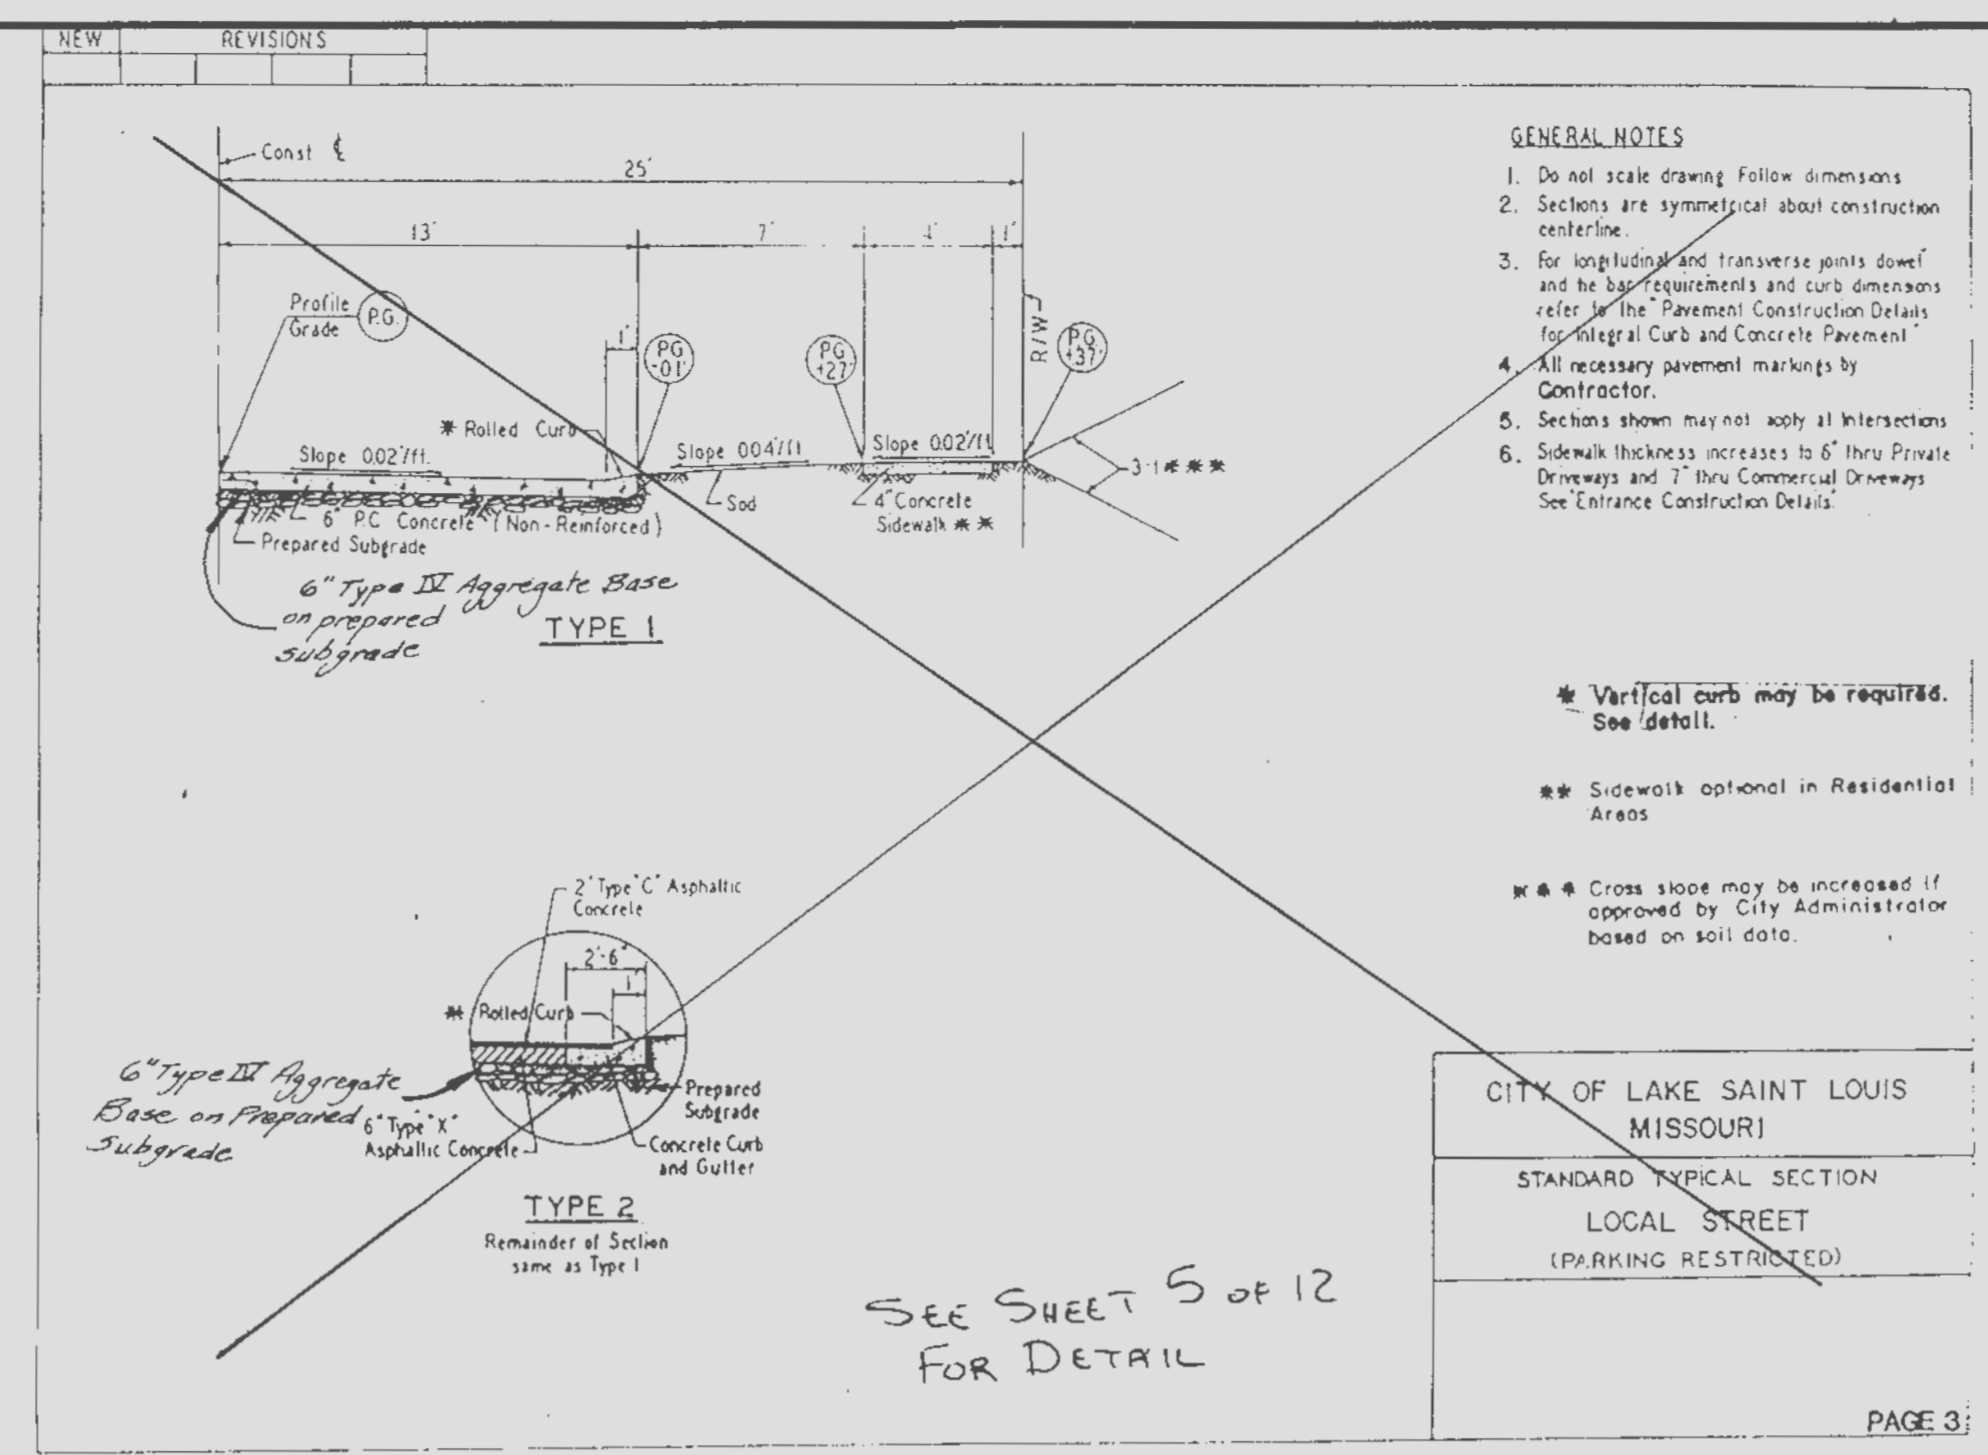 NEW
REVISIONS
Const ℄
25'
13'
7'
4'
1'
Profile
Grade
P.G.
1'
P.G.
-.01'
P.G.
+.27'
R/W
P.G.
+.37'
* Rolled Curb
Slope 0.02'/ft.
Slope 0.04'/ft
Slope 0.02'/ft
3:1 ***
Sod
4" Concrete
Sidewalk **
6" P.C. Concrete (Non-Reinforced)
Prepared Subgrade
6" Type IV Aggregate Base
on prepared
subgrade
TYPE 1
GENERAL NOTES
1. Do not scale drawing Follow dimensions
2. Sections are symmetrical about construction
centerline.
3. For longitudinal and transverse joints dowel
and tie bar requirements and curb dimensions
refer to the "Pavement Construction Details
for Integral Curb and Concrete Pavement"
4. All necessary pavement markings by
Contractor.
5. Sections shown may not apply at Intersections
6. Sidewalk thickness increases to 6" thru Private
Driveways and 7" thru Commercial Driveways
See "Entrance Construction Details."
* Vertical curb may be required.
See detail.
** Sidewalk optional in Residential
Areas
*** Cross slope may be increased if
approved by City Administrator
based on soil data.
2" Type "C" Asphaltic
Concrete
2'-6"
1'
* Rolled Curb
6" Type IV Aggregate
Base on Prepared
Subgrade
6" Type "X"
Asphaltic Concrete
Prepared
Subgrade
Concrete Curb
and Gutter
TYPE 2
Remainder of Section
same as Type 1
SEE SHEET 5 OF 12
FOR DETAIL
CITY OF LAKE SAINT LOUIS
MISSOURI
STANDARD TYPICAL SECTION
LOCAL STREET
(PARKING RESTRICTED)
PAGE 3